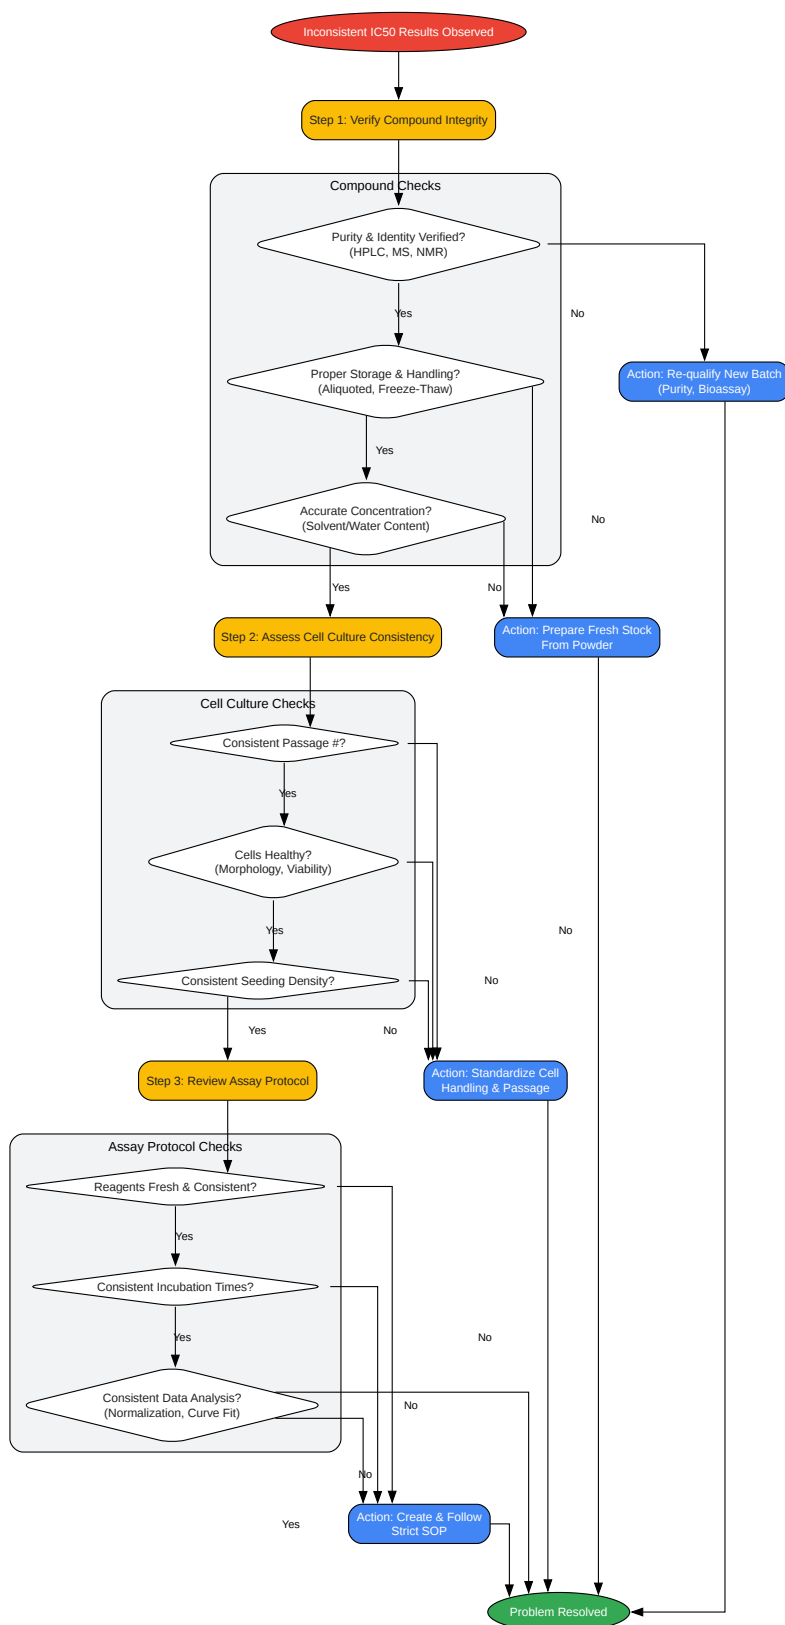 Inconsistent IC50 Results Observed
Step 1: Verify Compound Integrity
Compound Checks
Purity & Identity Verified?
(HPLC, MS, NMR)
Yes
No
Proper Storage & Handling?
(Aliquoted, Freeze-Thaw)
Action: Re-qualify New Batch
(Purity, Bioassay)
Yes
Accurate Concentration?
(Solvent/Water Content)
No
Yes
No
Step 2: Assess Cell Culture Consistency
Action: Prepare Fresh Stock
From Powder
Cell Culture Checks
Consistent Passage #?
Yes
Cells Healthy?
(Morphology, Viability)
Yes
No
Consistent Seeding Density?
No
Yes
No
Step 3: Review Assay Protocol
Action: Standardize Cell
Handling & Passage
Assay Protocol Checks
Reagents Fresh & Consistent?
Yes
Consistent Incubation Times?
Yes
No
Consistent Data Analysis?
(Normalization, Curve Fit)
No
No
Yes
Action: Create & Follow
Strict SOP
Problem Resolved